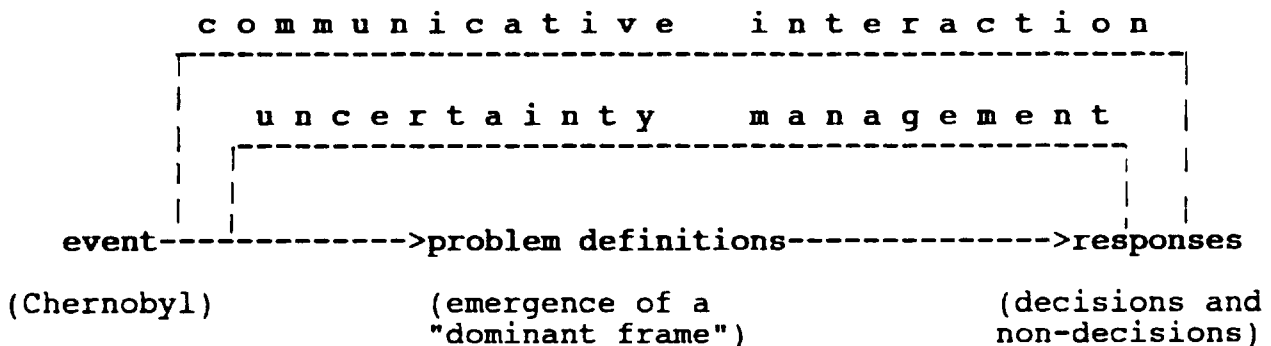 communicative interaction
uncertainty management
event------------->problem definitions------------->responses
(Chernobyl) (emergence of a (decisions and
"dominant frame") non-decisions)